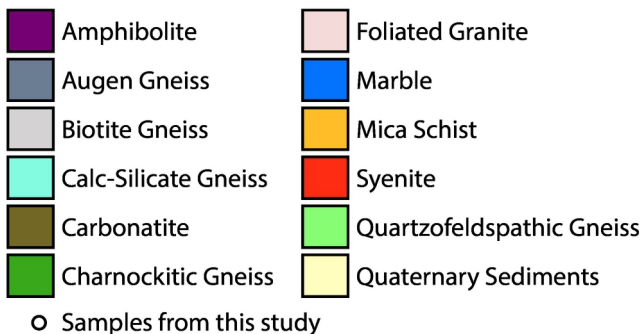 Amphibolite
Augen Gneiss
Biotite Gneiss
Calc-Silicate Gneiss
Carbonatite
Charnockitic Gneiss
Foliated Granite
Marble
Mica Schist
Syenite
Quartzofeldspathic Gneiss
Quaternary Sediments
Samples from this study